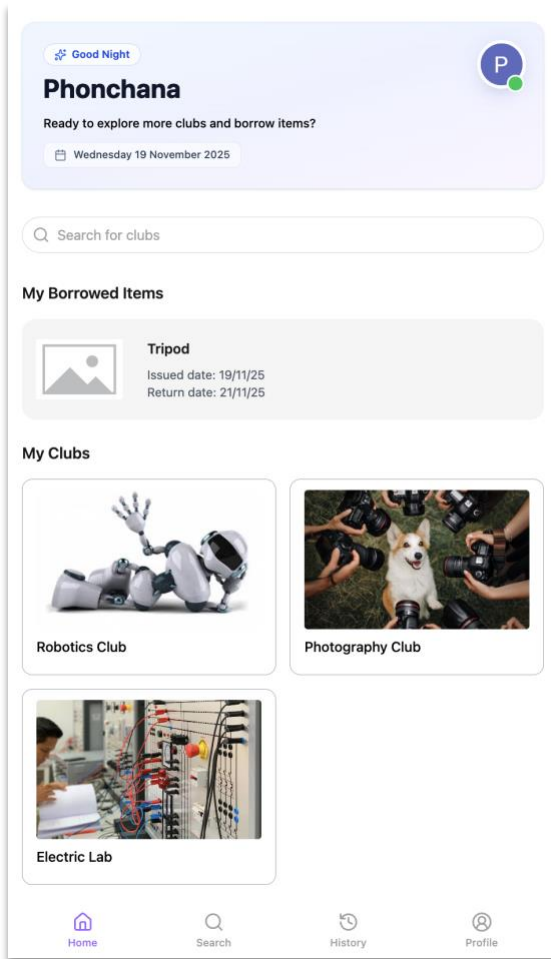 Good Night
P
Phonchana
Ready to explore more clubs and borrow items?
Wednesday 19 November 2025
Search for clubs
My Borrowed Items
Tripod
Issued date: 19/11/25
Return date: 21/11/25
My Clubs
Robotics Club
Photography Club
Electric Lab
Home
Search
History
Profile